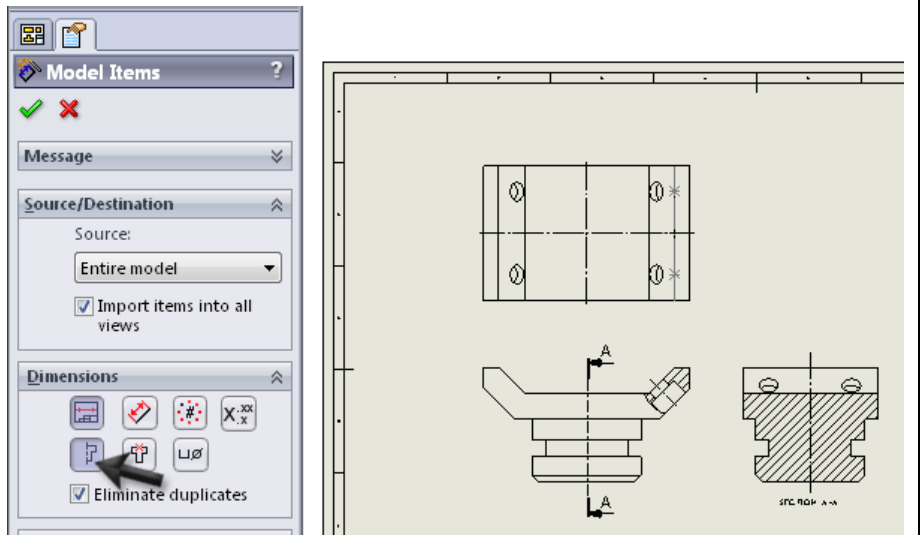 Model Items ?
Message
Source/Destination
Source:
Entire model
Import items into all
views
Dimensions
#
X.xx
.x
Eliminate duplicates
A
A